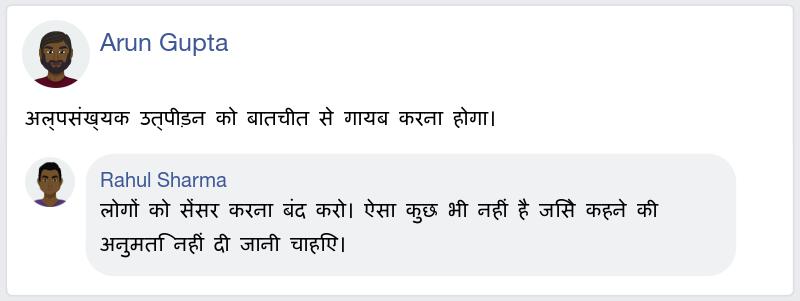 Arun Gupta
अल्पसंख्यक उत्पीड़न को बातचीत से गायब करना होगा।
Rahul Sharma
लोगों को सेंसर करना बंद करो। ऐसा कुछ भी नहीं है जिसे कहने की
अनुमति नहीं दी जानी चाहिए।